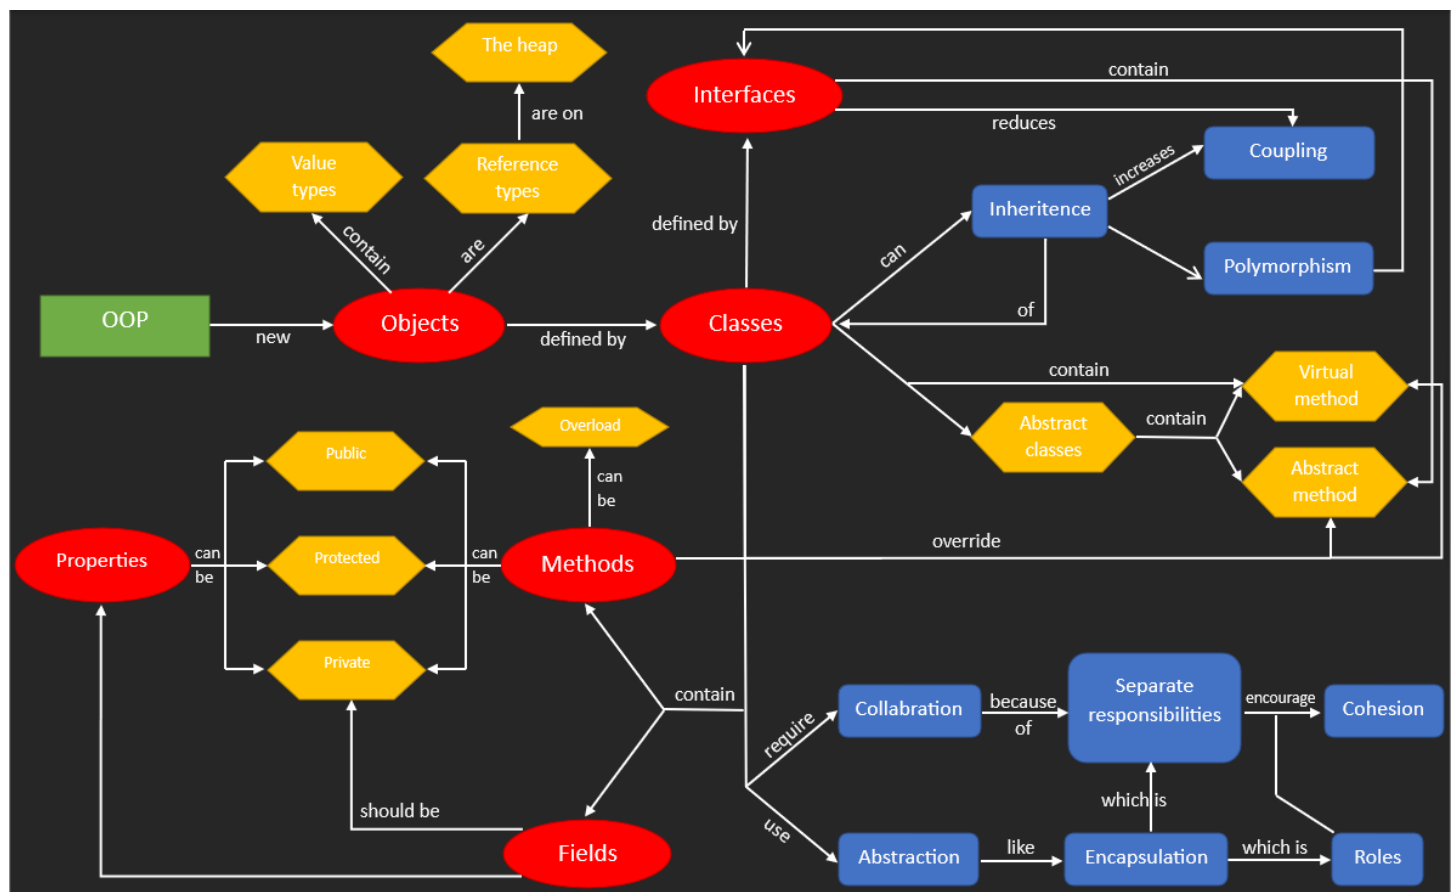 The heap
are on
Value
types
Reference
types
contain
are
OOP
new
Objects
defined by
Classes
defined by
Interfaces
contain
reduces
Coupling
increases
Inheritence
Polymorphism
can
of
contain
Virtual
method
Abstract
classes
contain
Abstract
method
Overload
can
be
Public
Properties
can
be
Protected
can
be
Methods
override
Private
contain
should be
Fields
require
Collabration
because
of
Separate
responsibilities
encourage
Cohesion
which is
use
Abstraction
like
Encapsulation
which is
Roles